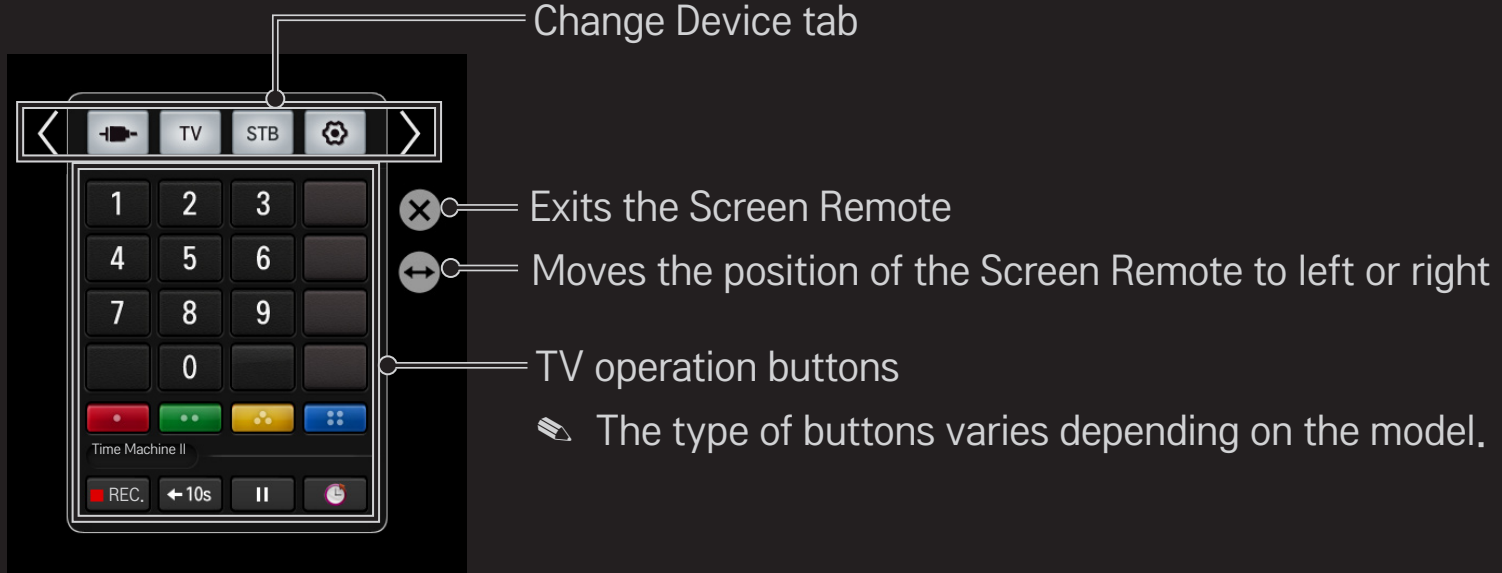 Change Device tab
TV STB
1 2 3
Exits the Screen Remote
4 5 6
Moves the position of the Screen Remote to left or right
7 8 9
0
TV operation buttons
The type of buttons varies depending on the model.
Time Machine II
REC. 10s